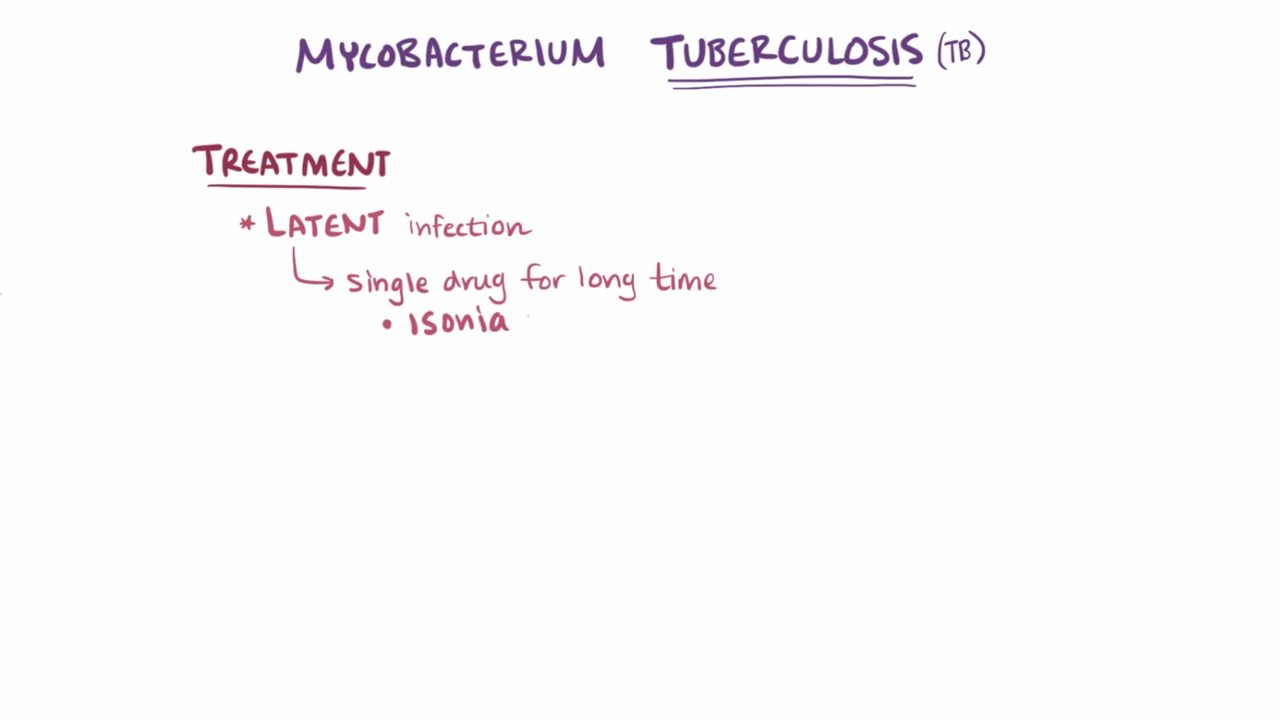 MYCOBACTERIUM TUBERCULOSIS (TB)
TREATMENT
* LATENT infection
single drug for long time
• ISonia